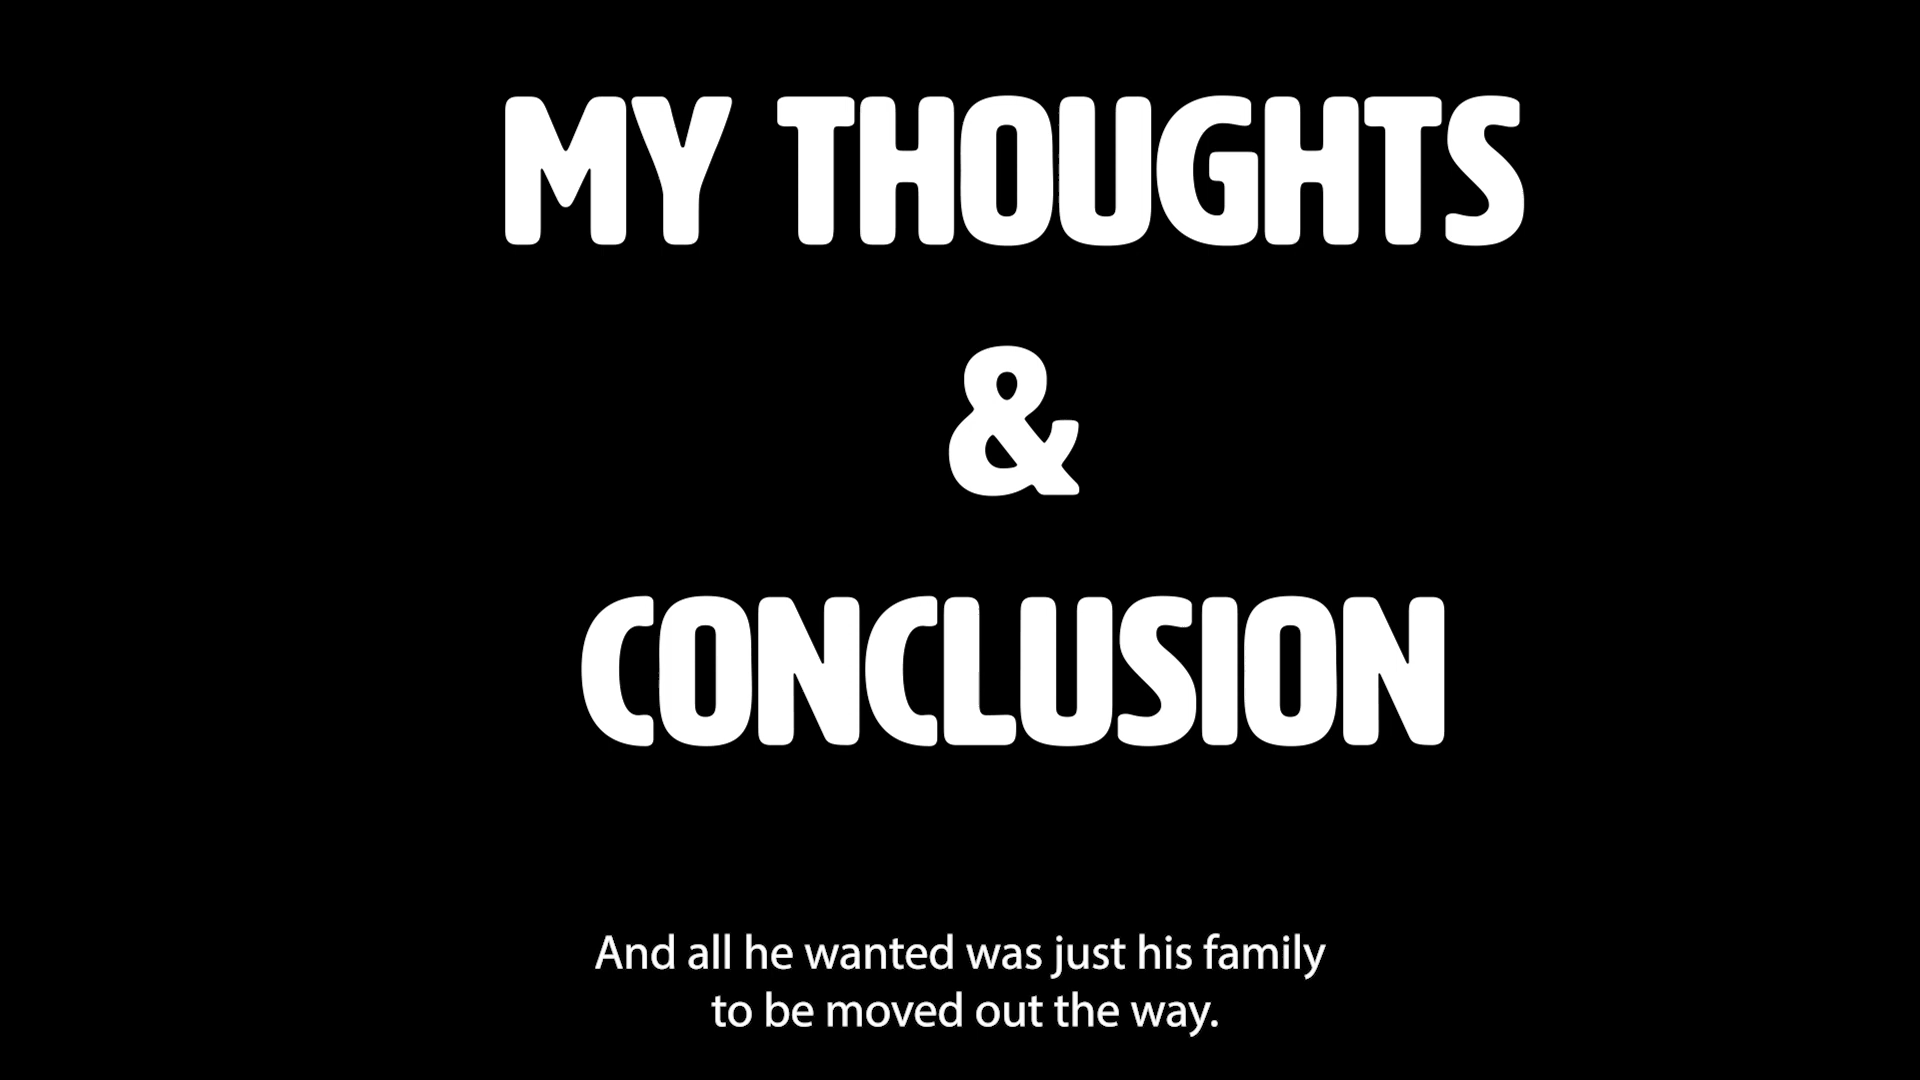 MY THOUGHTS
&
CONCLUSION
And all he wanted was just his family
to be moved out the way.